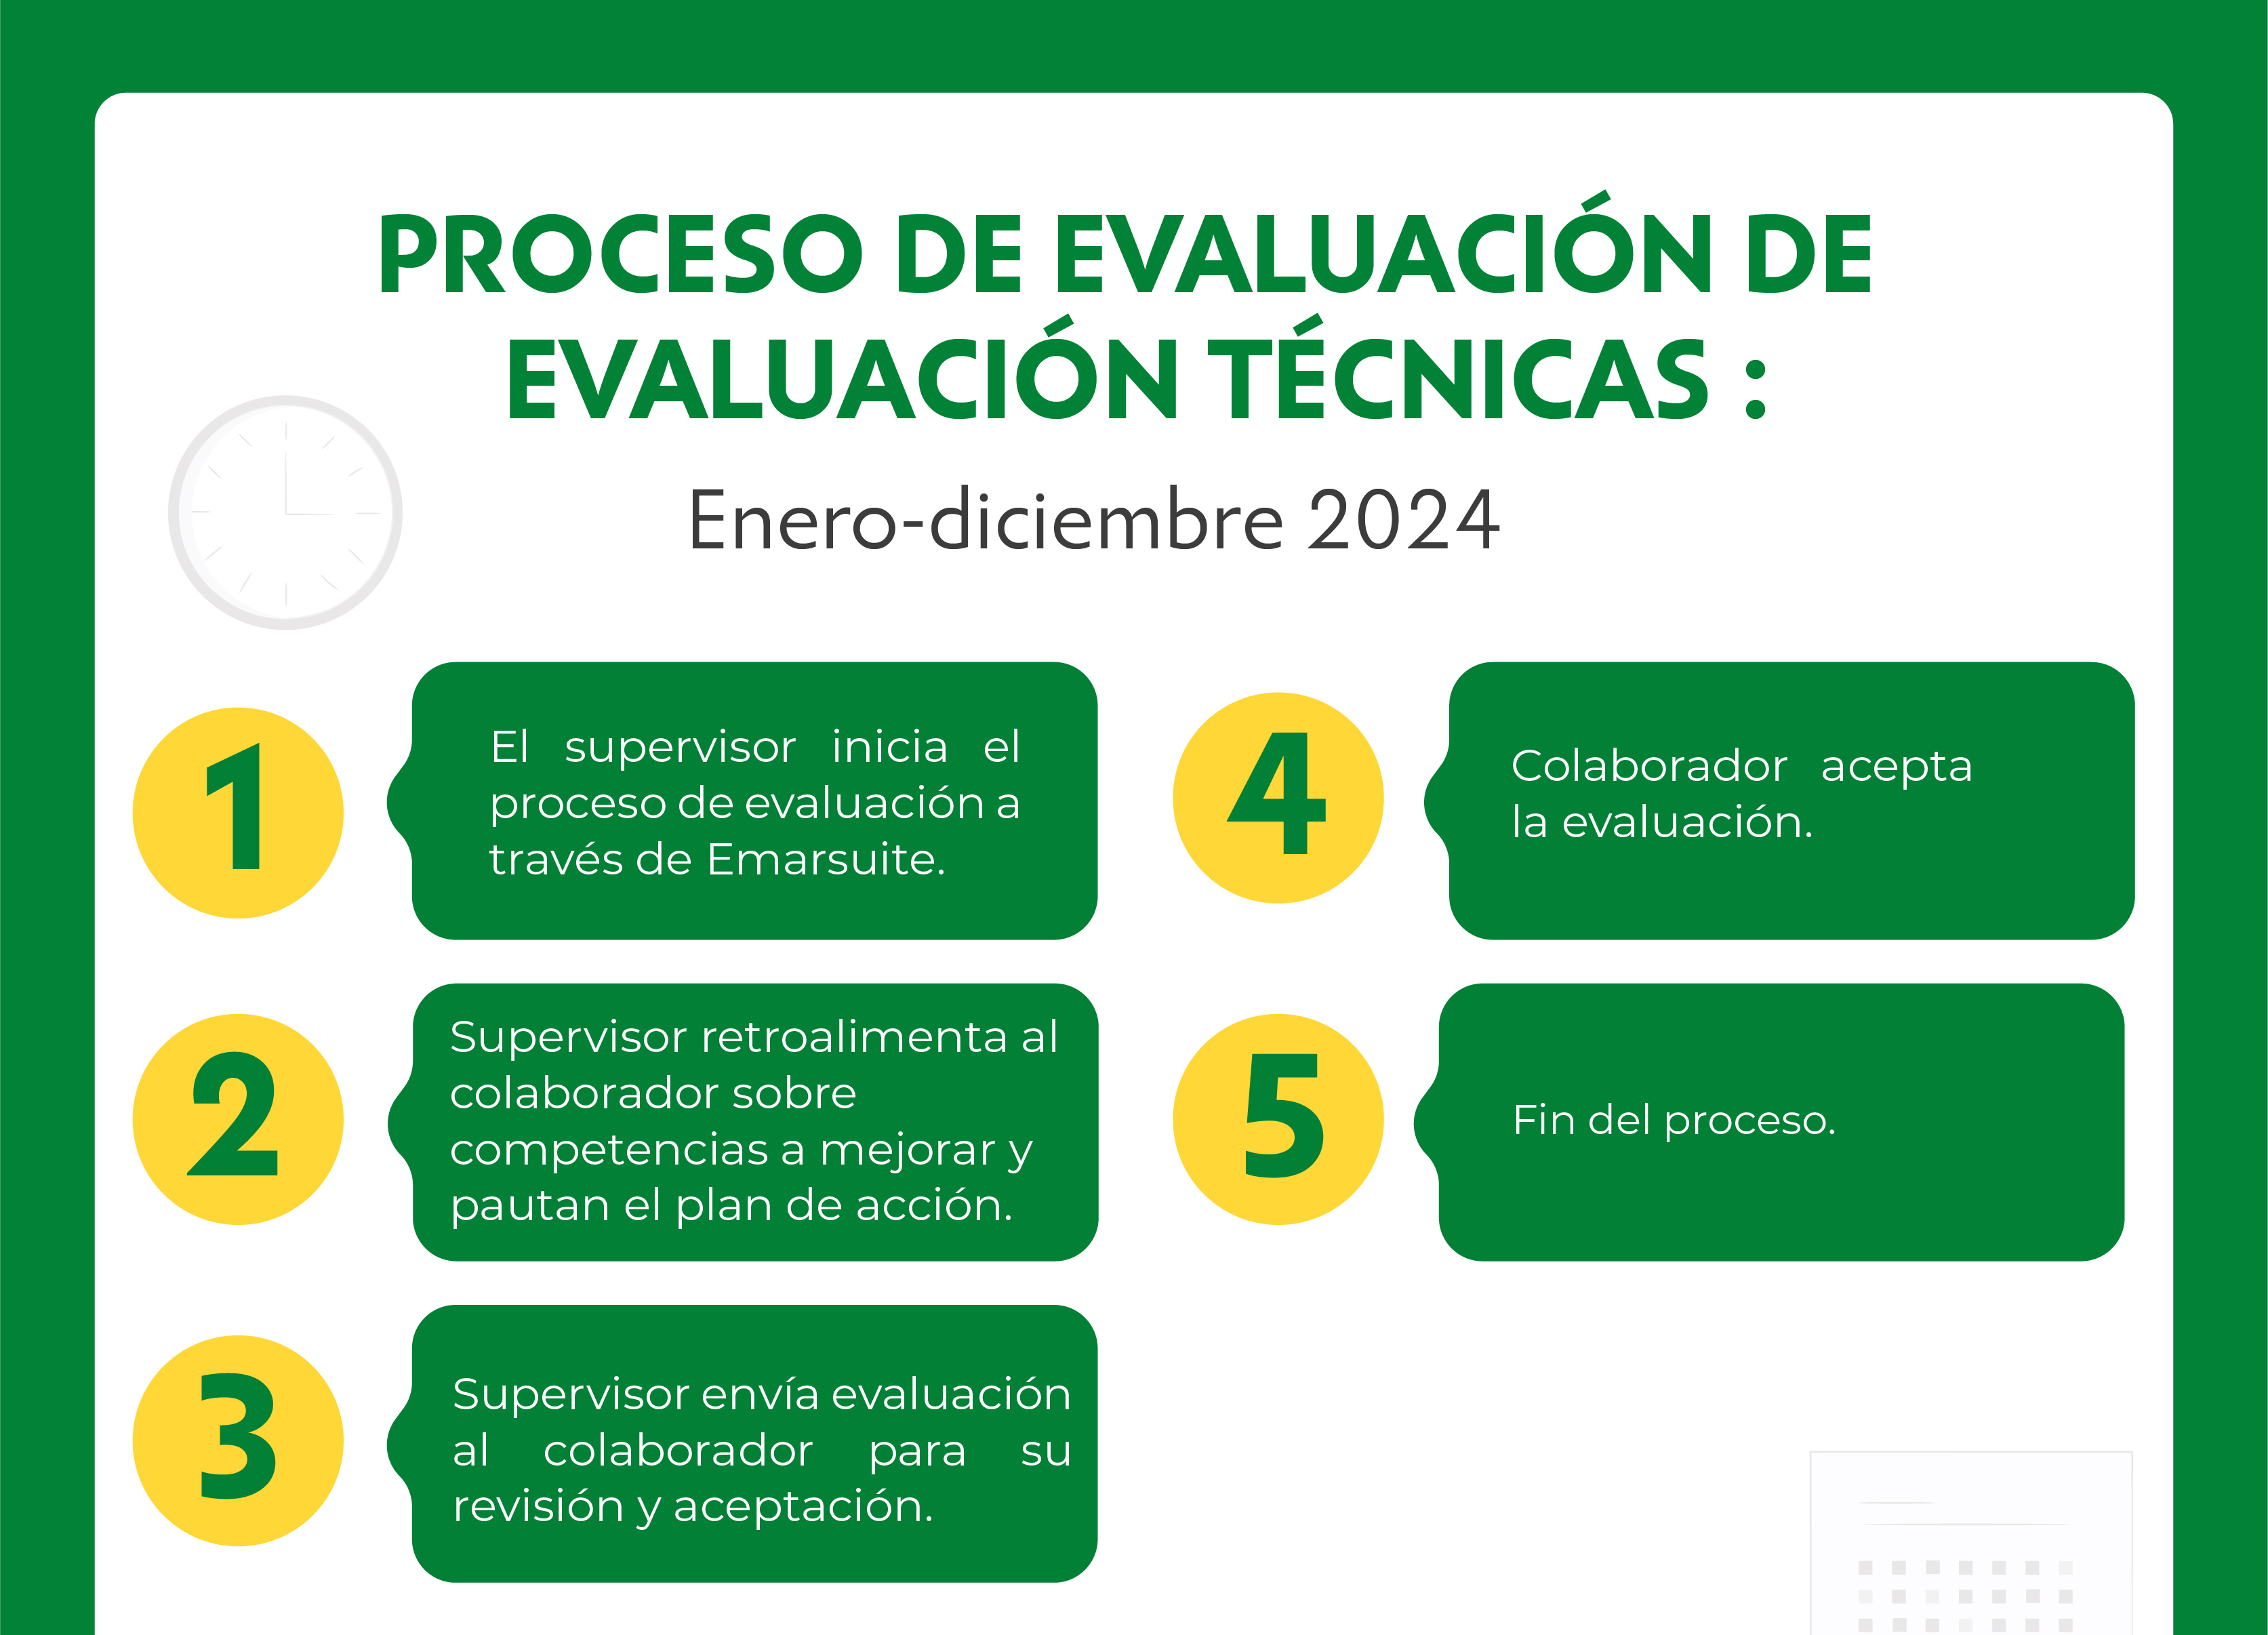 PROCESO DE EVALUACIÓN DE
EVALUACIÓN TÉCNICAS :
Enero-diciembre 2024
1
El supervisor inicia el
proceso de evaluación a
través de Emarsuite.
2
Supervisor retroalimenta al
colaborador sobre
competencias a mejorar y
pautan el plan de acción.
3
Supervisor envía evaluación
al colaborador para su
revisión y aceptación.
4
Colaborador acepta
la evaluación.
5
Fin del proceso.